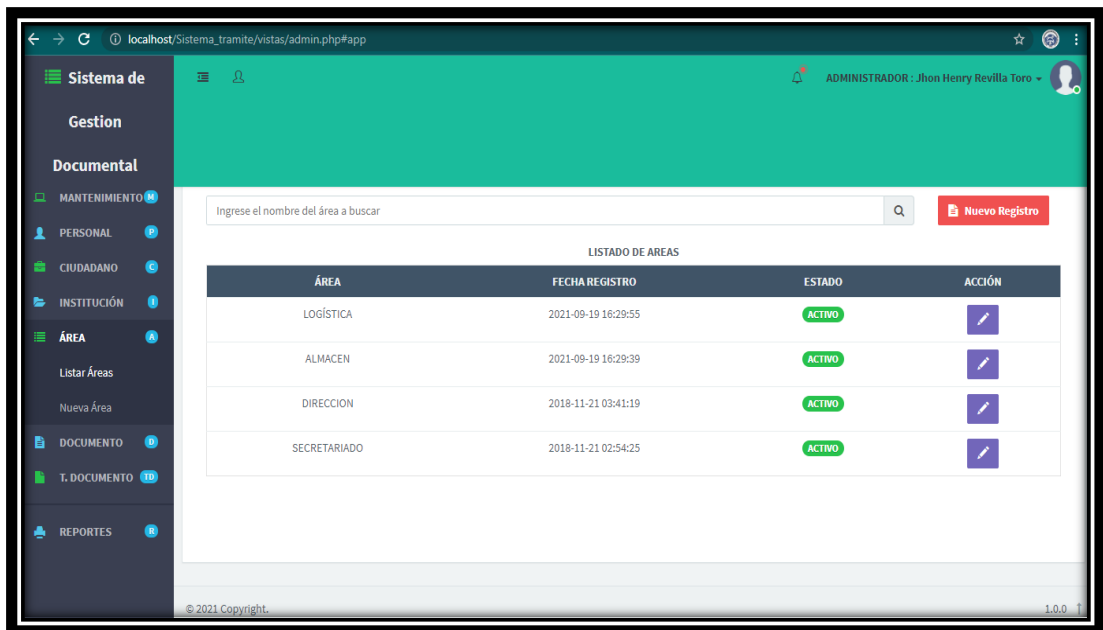 localhost/Sistema_tramite/vistas/admin.php#app
Sistema de
Gestion
Documental
ADMINISTRADOR : Jhon Henry Revilla Toro
MANTENIMIENTO M
PERSONAL P
CIUDADANO C
INSTITUCIÓN I
ÁREA A
Listar Áreas
Nueva Área
DOCUMENTO D
T. DOCUMENTO TD
REPORTES R
Ingrese el nombre del área a buscar
Nuevo Registro
LISTADO DE AREAS
ÁREA FECHA REGISTRO ESTADO ACCIÓN
LOGÍSTICA 2021-09-19 16:29:55 ACTIVO
ALMACEN 2021-09-19 16:29:39 ACTIVO
DIRECCION 2018-11-21 03:41:19 ACTIVO
SECRETARIADO 2018-11-21 02:54:25 ACTIVO
© 2021 Copyright. 1.0.0